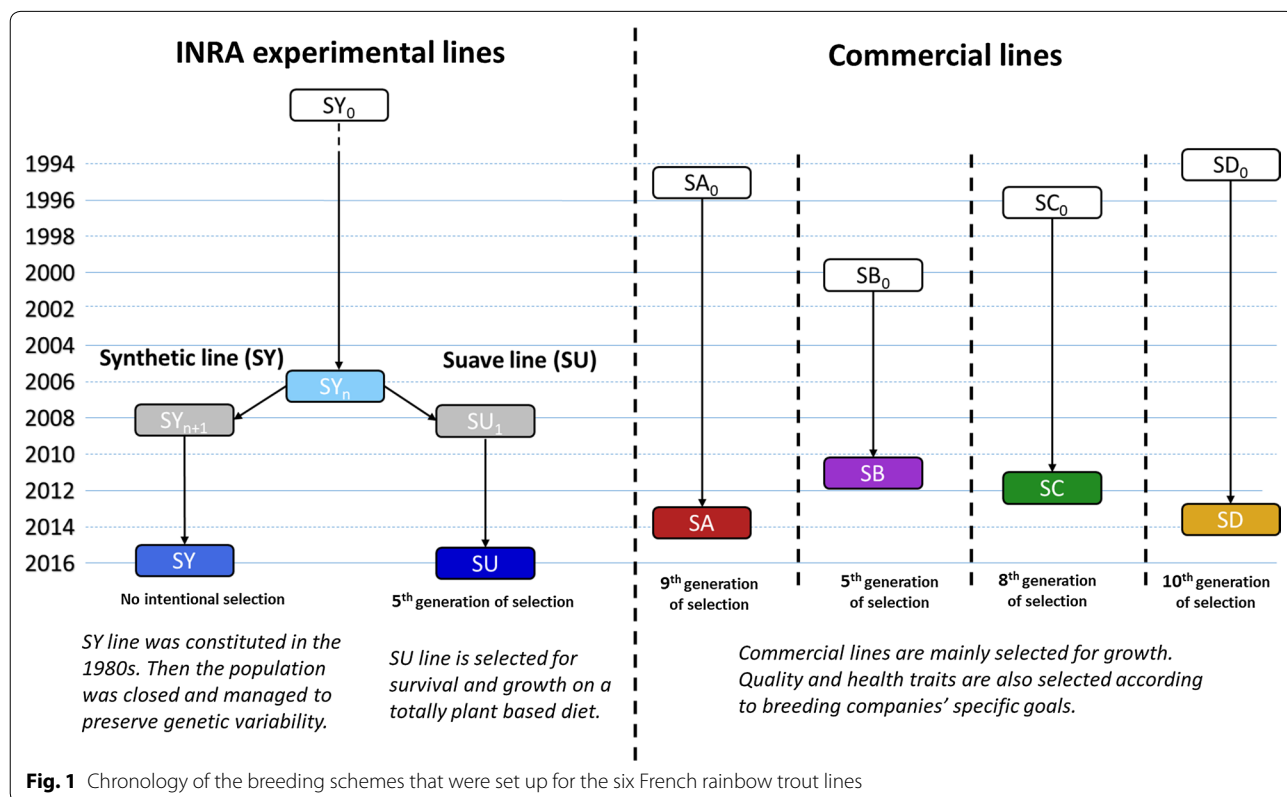 INRA experimental lines
Commercial lines
SY₀
1994
1996
1998
2000
2002
2004
2006
2008
2010
2012
2014
2016
SA₀
SB₀
SC₀
SD₀
Synthetic line (SY)
Suave line (SU)
SYₙ
SYₙ₊₁
SU₁
SY
SU
SA
SB
SC
SD
No intentional selection
5th generation of selection
9th generation
of selection
5th generation
of selection
8th generation
of selection
10th generation
of selection
SY line was constituted in the
1980s. Then the population
was closed and managed to
preserve genetic variability.
SU line is selected for
survival and growth on a
totally plant based diet.
Commercial lines are mainly selected for growth.
Quality and health traits are also selected according
to breeding companies' specific goals.
Fig. 1 Chronology of the breeding schemes that were set up for the six French rainbow trout lines